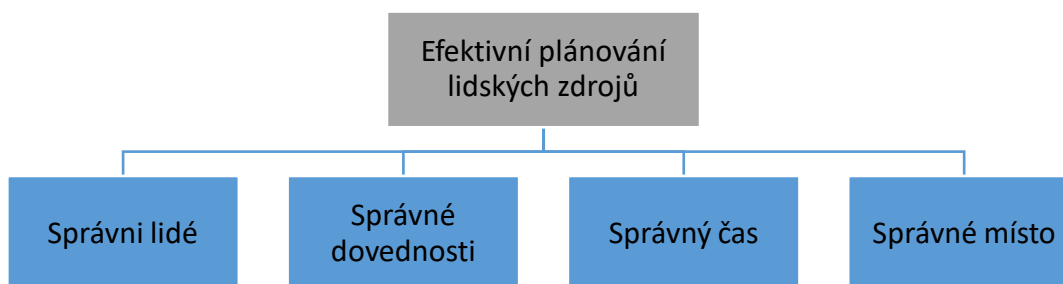 Efektivní plánování
lidských zdrojů
Správni lidé
Správné
dovednosti
Správný čas
Správné místo